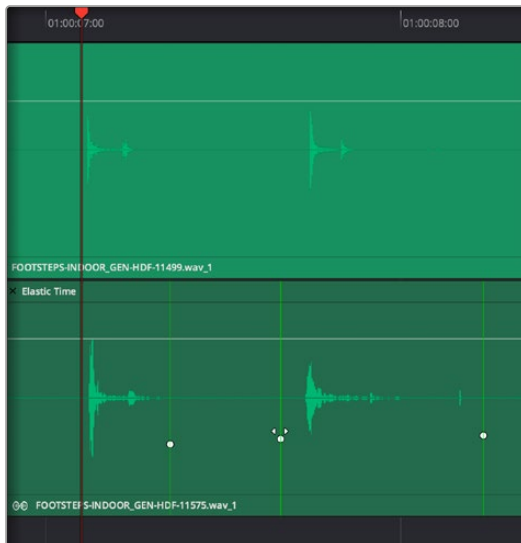 01:00:07:00
01:00:08:00
FOOTSTEPS-INDOOR_GEN-HDF-11499.wav_1
× Elastic Time
FOOTSTEPS-INDOOR_GEN-HDF-11575.wav_1